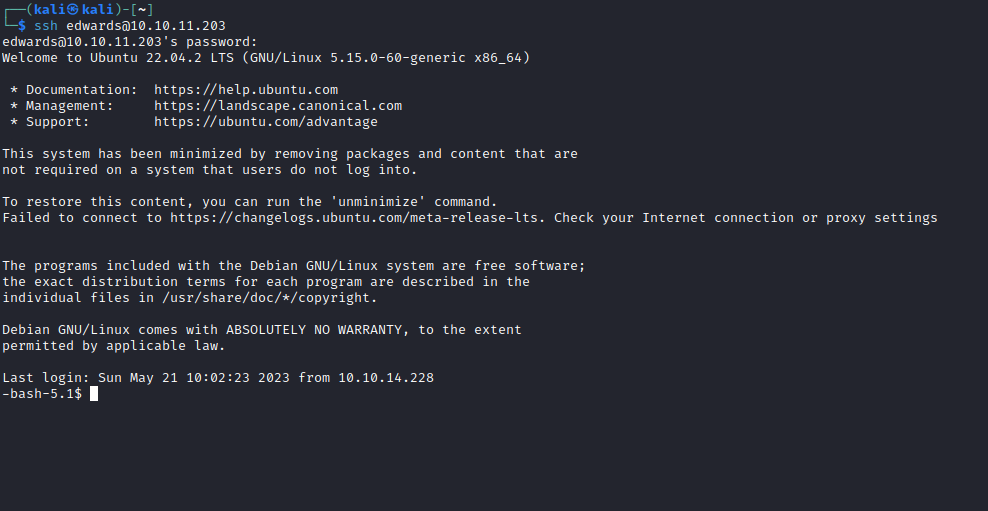 ┌──(kali㉿kali)-[~]
└─$ ssh edwards@10.10.11.203
edwards@10.10.11.203's password:
Welcome to Ubuntu 22.04.2 LTS (GNU/Linux 5.15.0-60-generic x86_64)
* Documentation:  https://help.ubuntu.com
* Management:     https://landscape.canonical.com
* Support:        https://ubuntu.com/advantage
This system has been minimized by removing packages and content that are
not required on a system that users do not log into.
To restore this content, you can run the 'unminimize' command.
Failed to connect to https://changelogs.ubuntu.com/meta-release-lts. Check your Internet connection or proxy settings
The programs included with the Debian GNU/Linux system are free software;
the exact distribution terms for each program are described in the
individual files in /usr/share/doc/*/copyright.
Debian GNU/Linux comes with ABSOLUTELY NO WARRANTY, to the extent
permitted by applicable law.
Last login: Sun May 21 10:02:23 2023 from 10.10.14.228
-bash-5.1$